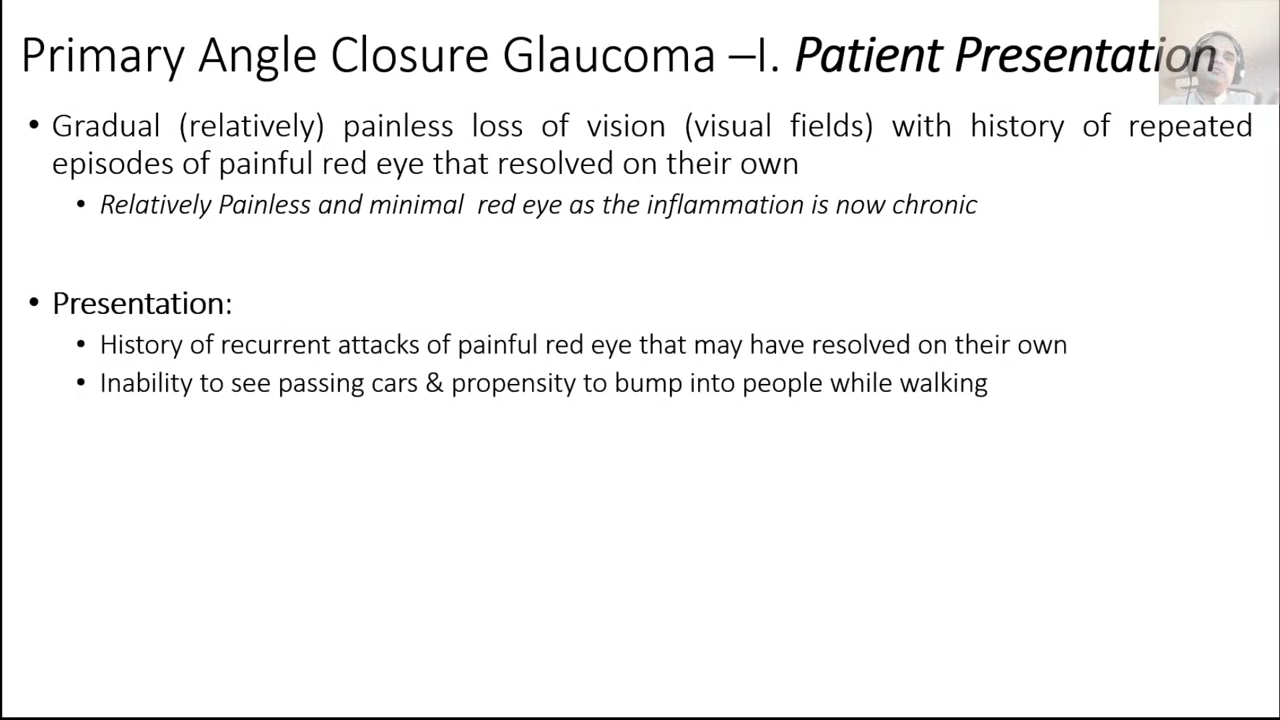 Primary Angle Closure Glaucoma –I. Patient Presentation
• Gradual (relatively) painless loss of vision (visual fields) with history of repeated
episodes of painful red eye that resolved on their own
• Relatively Painless and minimal red eye as the inflammation is now chronic
• Presentation:
• History of recurrent attacks of painful red eye that may have resolved on their own
• Inability to see passing cars & propensity to bump into people while walking